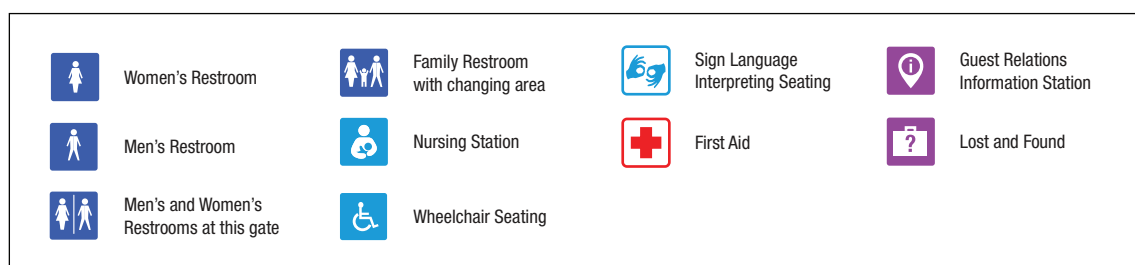 Women's Restroom
Men's Restroom
Men's and Women's
Restrooms at this gate
Family Restroom
with changing area
Nursing Station
Wheelchair Seating
Sign Language
Interpreting Seating
First Aid
i
Guest Relations
Information Station
?
Lost and Found